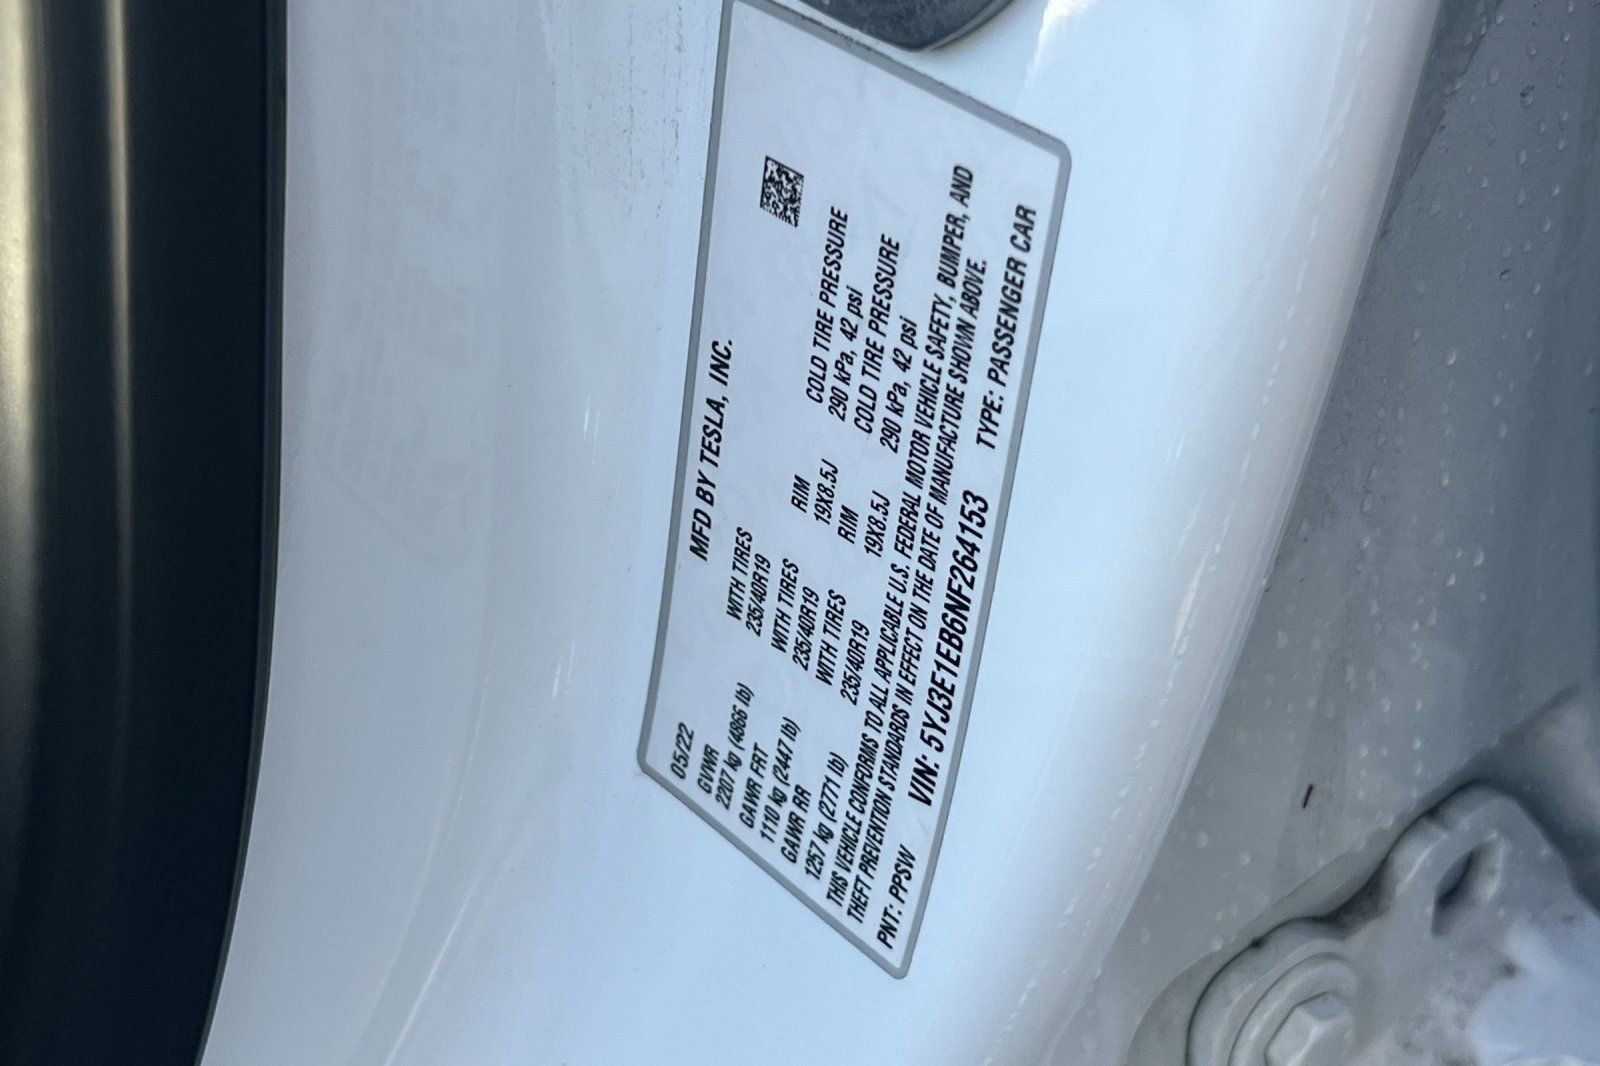 MFD BY TESLA, INC.
05/22
GVWR
2207 kg (4866 lb)
WITH TIRES
235/40R19
GAWR FRT
1110 kg (2447 lb)
WITH TIRES
235/40R19
RIM
19X8.5J
COLD TIRE PRESSURE
290 kPa, 42 psi
GAWR RR
1257 kg (2771 lb)
WITH TIRES
235/40R19
RIM
19X8.5J
COLD TIRE PRESSURE
290 kPa, 42 psi
THIS VEHICLE CONFORMS TO ALL APPLICABLE U.S. FEDERAL MOTOR VEHICLE SAFETY, BUMPER, AND
THEFT PREVENTION STANDARDS IN EFFECT ON THE DATE OF MANUFACTURE SHOWN ABOVE.
PNT: PPSW VIN: 5YJ3E1EB6NF264153 TYPE: PASSENGER CAR